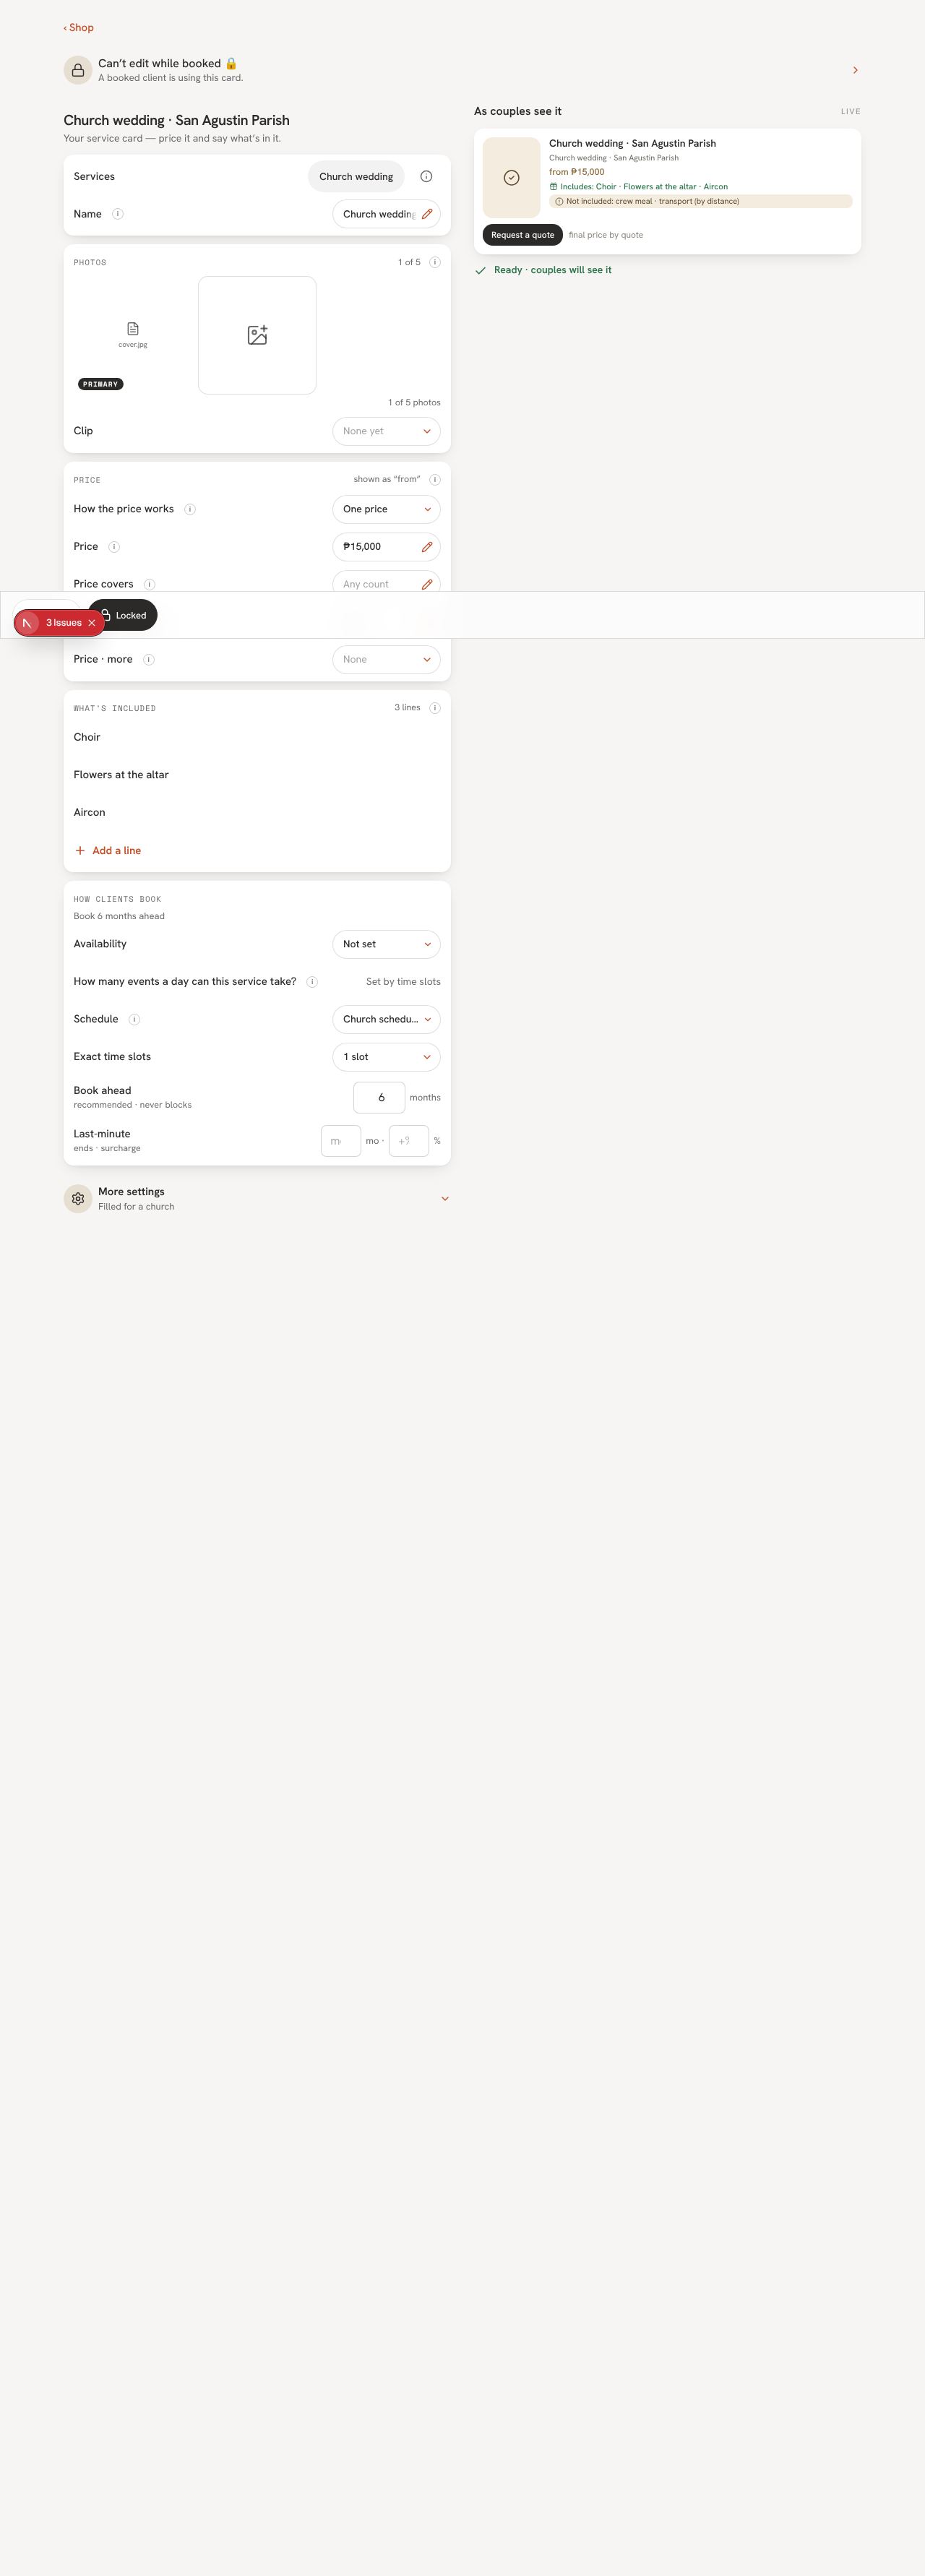 ‹ Shop
Can’t edit while booked 🔒
A booked client is using this card.
Church wedding · San Agustin Parish
Your service card — price it and say what’s in it.
Services
Church wedding
Name
Church wedding
PHOTOS
1 of 5
cover.jpg
PRIMARY
1 of 5 photos
Clip
None yet
PRICE
shown as “from”
How the price works
One price
Price
₱15,000
Price covers
Any count
3 Issues
Locked
Price · more
None
WHAT'S INCLUDED
3 lines
Choir
Flowers at the altar
Aircon
Add a line
HOW CLIENTS BOOK
Book 6 months ahead
Availability
Not set
How many events a day can this service take?
Set by time slots
Schedule
Church schedu…
Exact time slots
1 slot
Book ahead
recommended · never blocks
6
months
Last-minute
ends · surcharge
mo ·
%
More settings
Filled for a church
As couples see it
LIVE
Church wedding · San Agustin Parish
Church wedding · San Agustin Parish
from ₱15,000
Includes: Choir · Flowers at the altar · Aircon
Not included: crew meal · transport (by distance)
Request a quote
final price by quote
Ready · couples will see it